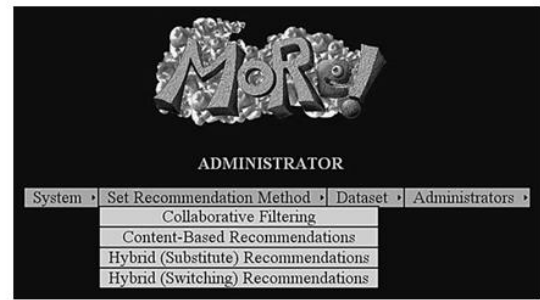 MoRe!
ADMINISTRATOR
System Set Recommendation Method Dataset Administrators
Collaborative Filtering
Content-Based Recommendations
Hybrid (Substitute) Recommendations
Hybrid (Switching) Recommendations